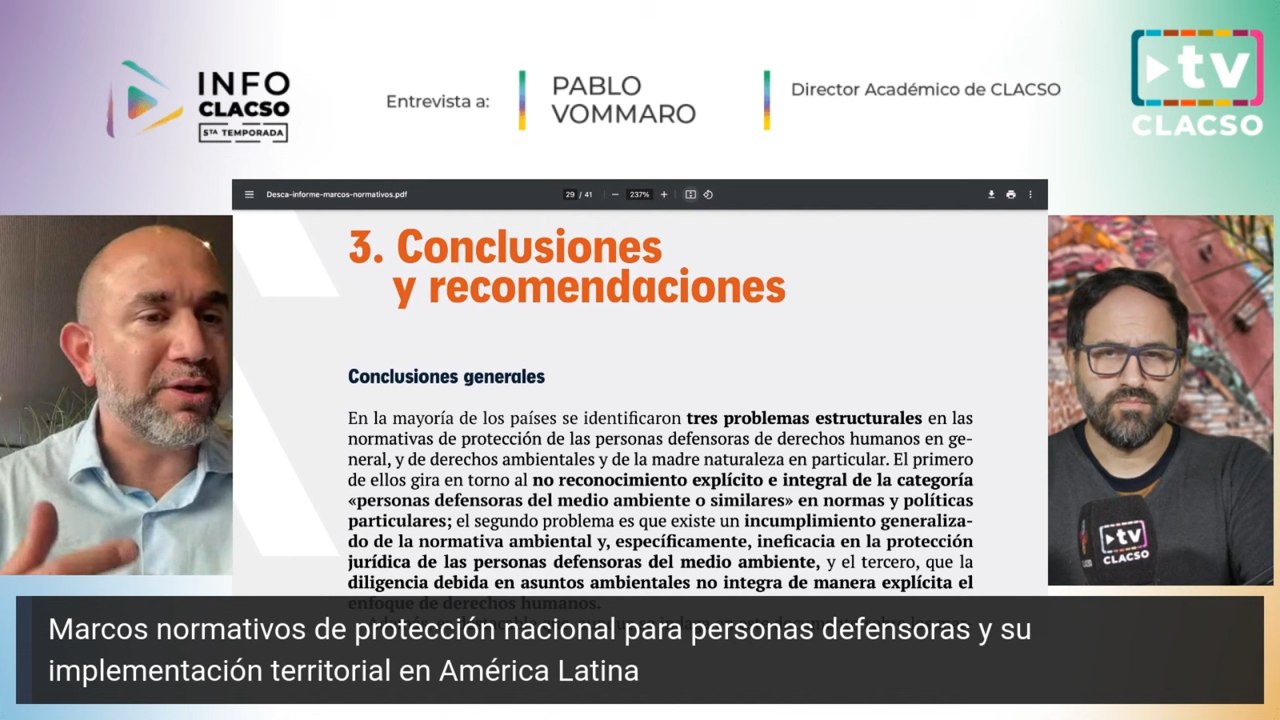 INFO
CLACSO
5TA TEMPORADA
Entrevista a:
PABLO
VOMMARO
Director Académico de CLACSO
tv
CLACSO
Desca-informe-marcos-normativos.pdf
29 / 41
237%
3. Conclusiones
y recomendaciones
Conclusiones generales
En la mayoría de los países se identificaron tres problemas estructurales en las
normativas de protección de las personas defensoras de derechos humanos en ge-
neral, y de derechos ambientales y de la madre naturaleza en particular. El primero
de ellos gira en torno al no reconocimiento explícito e integral de la categoría
«personas defensoras del medio ambiente o similares» en normas y políticas
particulares; el segundo problema es que existe un incumplimiento generaliza-
do de la normativa ambiental y, específicamente, ineficacia en la protección
jurídica de las personas defensoras del medio ambiente, y el tercero, que la
diligencia debida en asuntos ambientales no integra de manera explícita el
enfoque de derechos humanos.
tv
CLACSO
Marcos normativos de protección nacional para personas defensoras y su
implementación territorial en América Latina